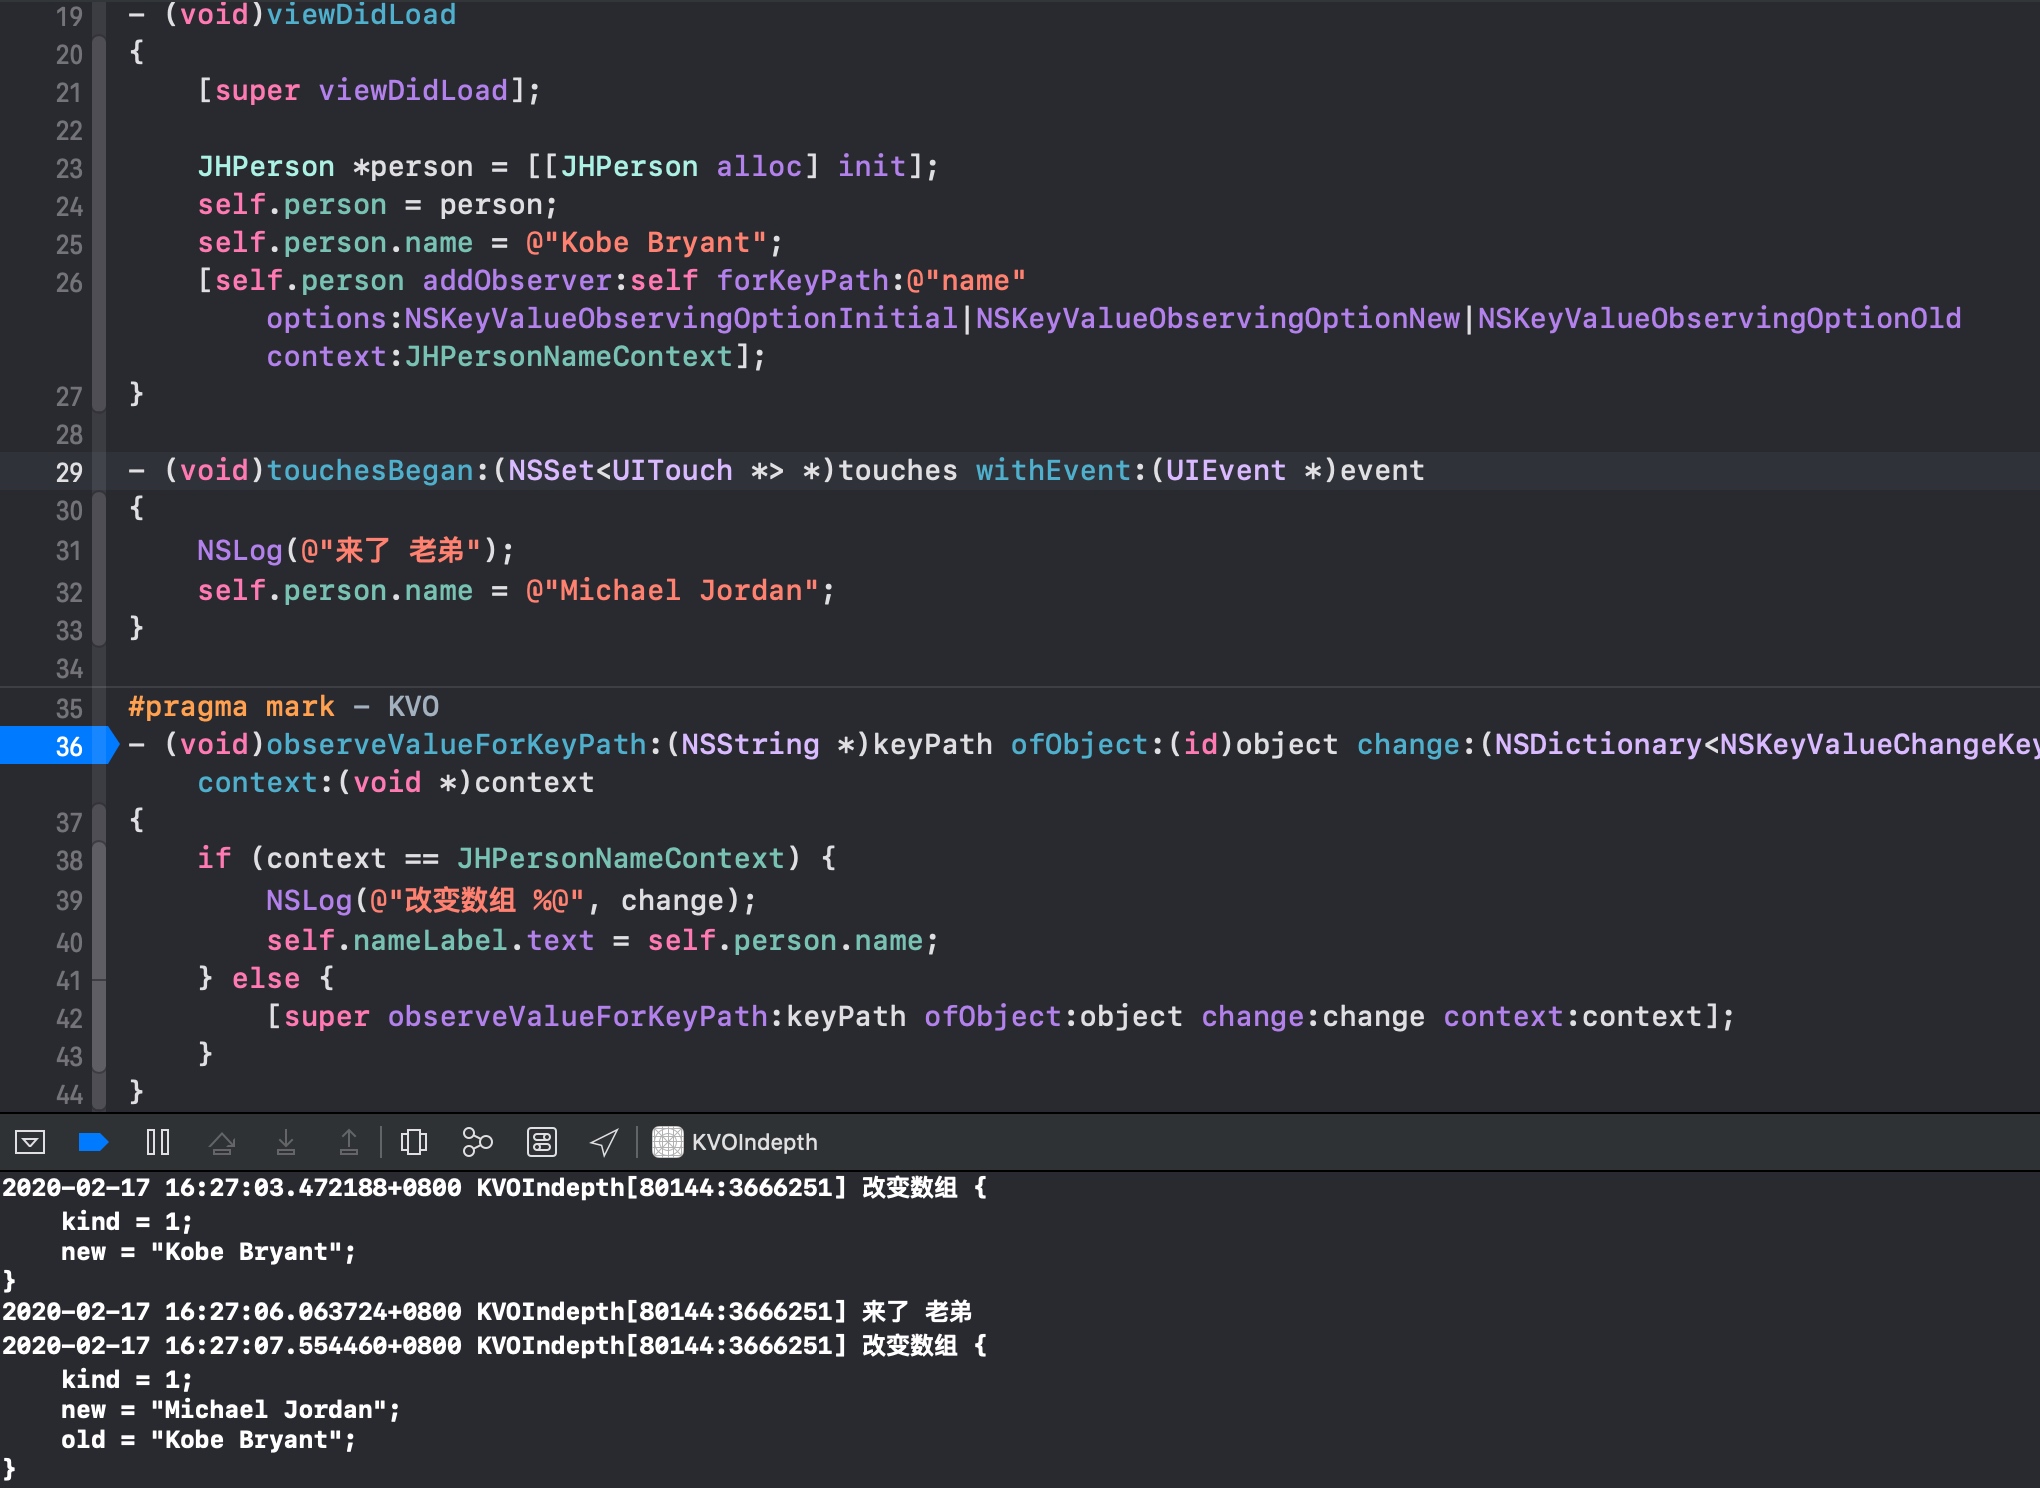 19 - (void)viewDidLoad
20 {
21 [super viewDidLoad];
22
23 JHPerson *person = [[JHPerson alloc] init];
24 self.person = person;
25 self.person.name = @"Kobe Bryant";
26 [self.person addObserver:self forKeyPath:@"name"
options:NSKeyValueObservingOptionInitial|NSKeyValueObservingOptionNew|NSKeyValueObservingOptionOld
context:JHPersonNameContext];
27 }
28
29 - (void)touchesBegan:(NSSet<UITouch *> *)touches withEvent:(UIEvent *)event
30 {
31 NSLog(@"来了 老弟");
32 self.person.name = @"Michael Jordan";
33 }
34
35 #pragma mark - KVO
36 - (void)observeValueForKeyPath:(NSString *)keyPath ofObject:(id)object change:(NSDictionary<NSKeyValueChangeKey
context:(void *)context
37 {
38 if (context == JHPersonNameContext) {
39 NSLog(@"改变数组 %@", change);
40 self.nameLabel.text = self.person.name;
41 } else {
42 [super observeValueForKeyPath:keyPath ofObject:object change:change context:context];
43 }
44 }
KVOIndepth
2020-02-17 16:27:03.472188+0800 KVOIndepth[80144:3666251] 改变数组 {
kind = 1;
new = "Kobe Bryant";
}
2020-02-17 16:27:06.063724+0800 KVOIndepth[80144:3666251] 来了 老弟
2020-02-17 16:27:07.554460+0800 KVOIndepth[80144:3666251] 改变数组 {
kind = 1;
new = "Michael Jordan";
old = "Kobe Bryant";
}